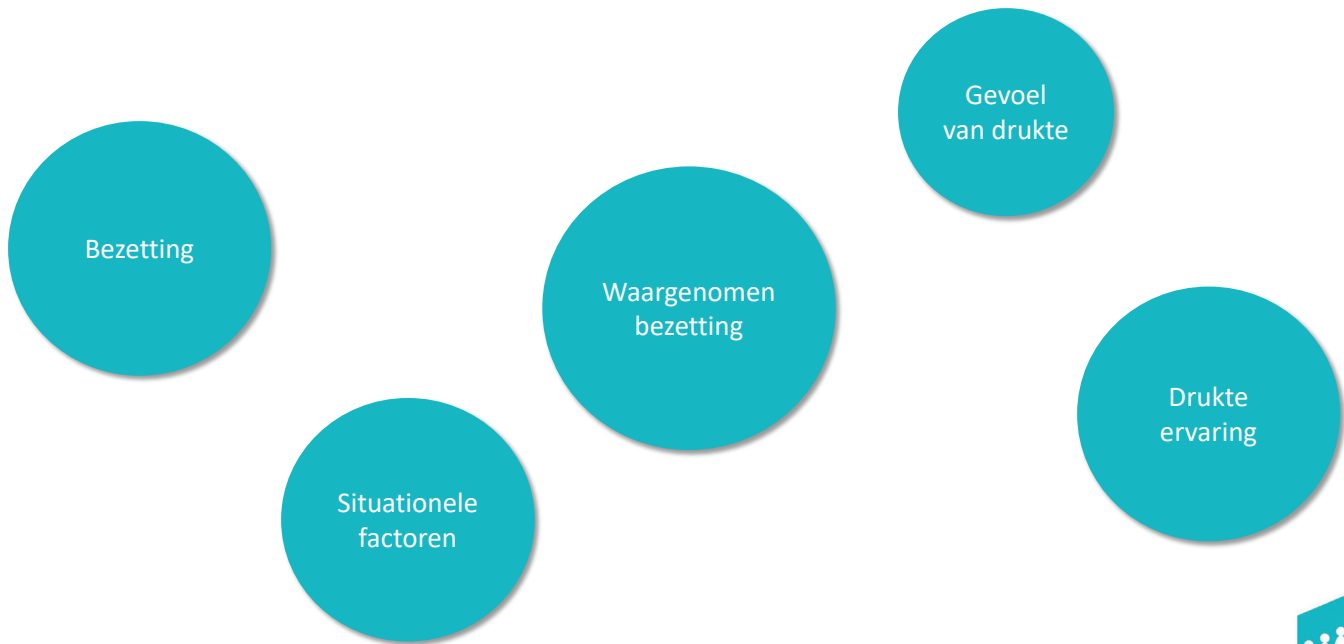 Bezetting
Situationele
factoren
Waargenomen
bezetting
Gevoel
van drukte
Drukte
ervaring